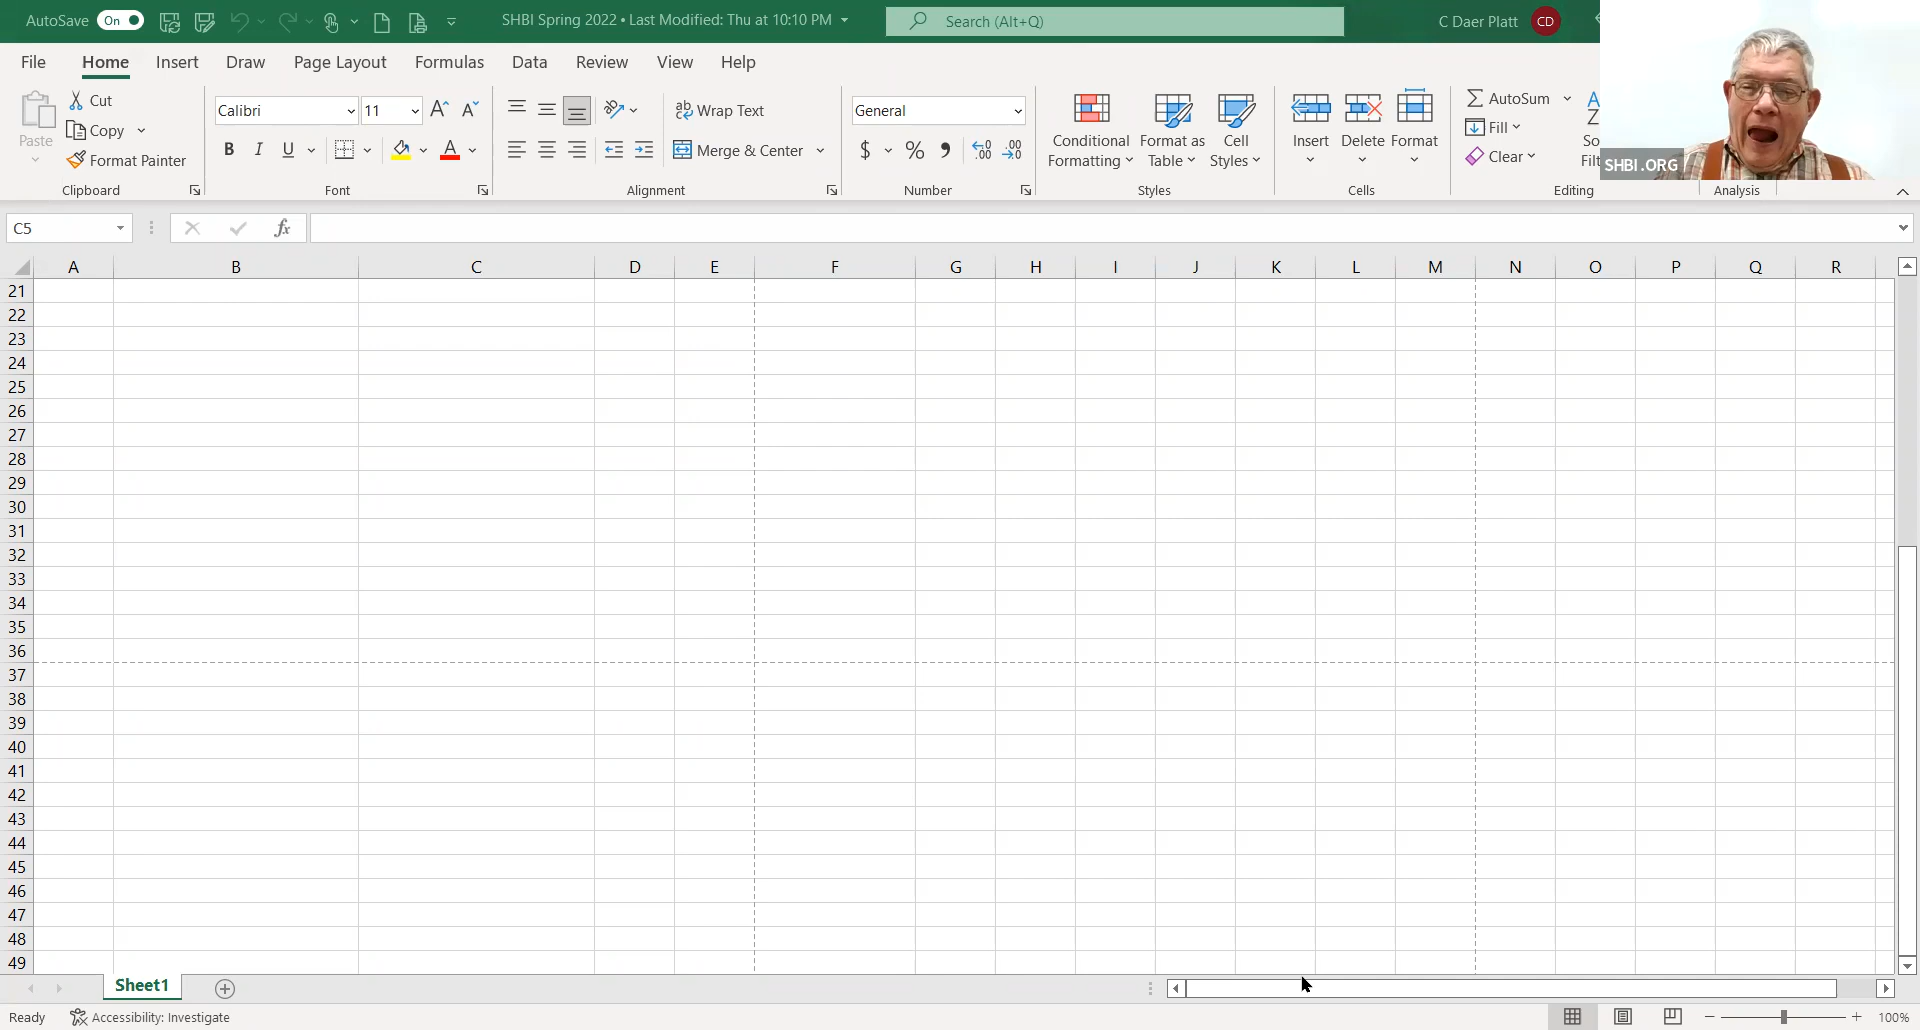 AutoSave On SHBI Spring 2022 • Last Modified: Thu at 10:10 PM Search (Alt+Q) C Daer Platt CD
File Home Insert Draw Page Layout Formulas Data Review View Help
Paste Cut Copy Format Painter
Clipboard
Calibri 11
B I U A
Font
ab Wrap Text
Merge & Center
Alignment
General
$ % , .00 .00
Number
Conditional Formatting
Format as Table
Cell Styles
Styles
Insert Delete Format
Cells
AutoSum
Fill
Clear
Editing
Analysis
SHBI.ORG
C5 fx
A B C D E F G H I J K L M N O P Q R
21
22
23
24
25
26
27
28
29
30
31
32
33
34
35
36
37
38
39
40
41
42
43
44
45
46
47
48
49
Sheet1
Ready Accessibility: Investigate 100%